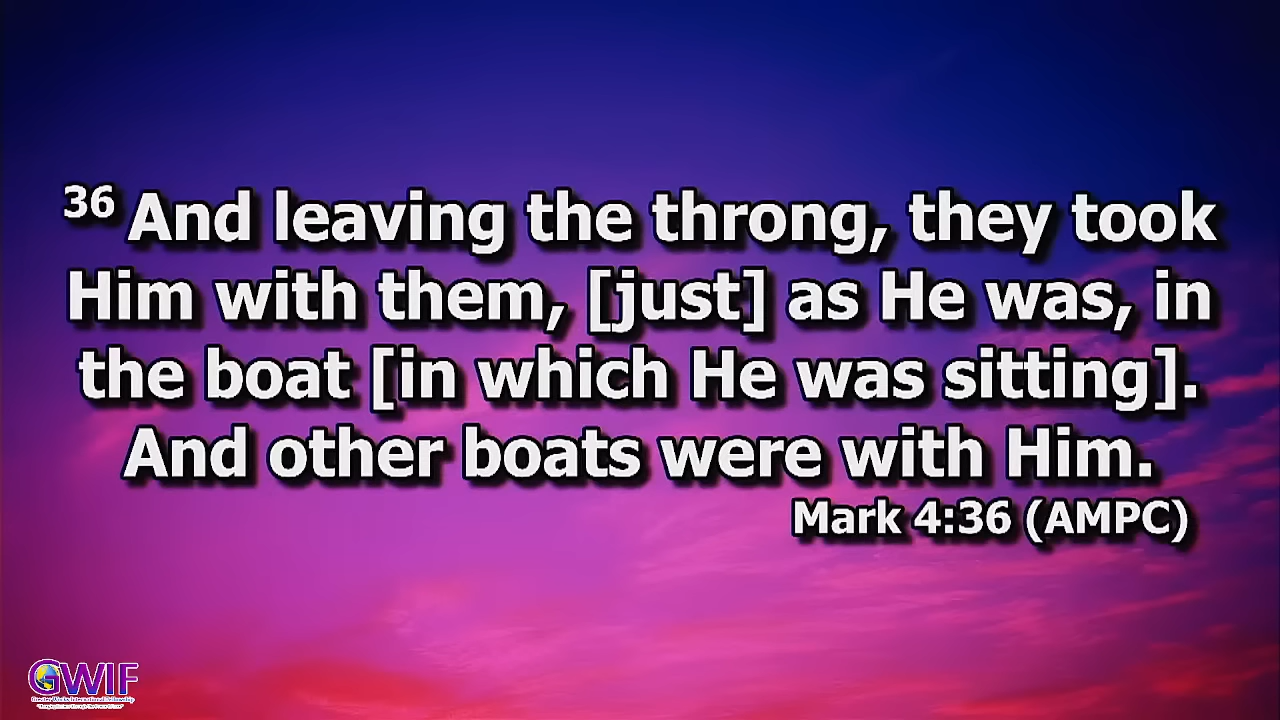 36 And leaving the throng, they took
Him with them, [just] as He was, in
the boat [in which He was sitting].
And other boats were with Him.
Mark 4:36 (AMPC)
GWIF